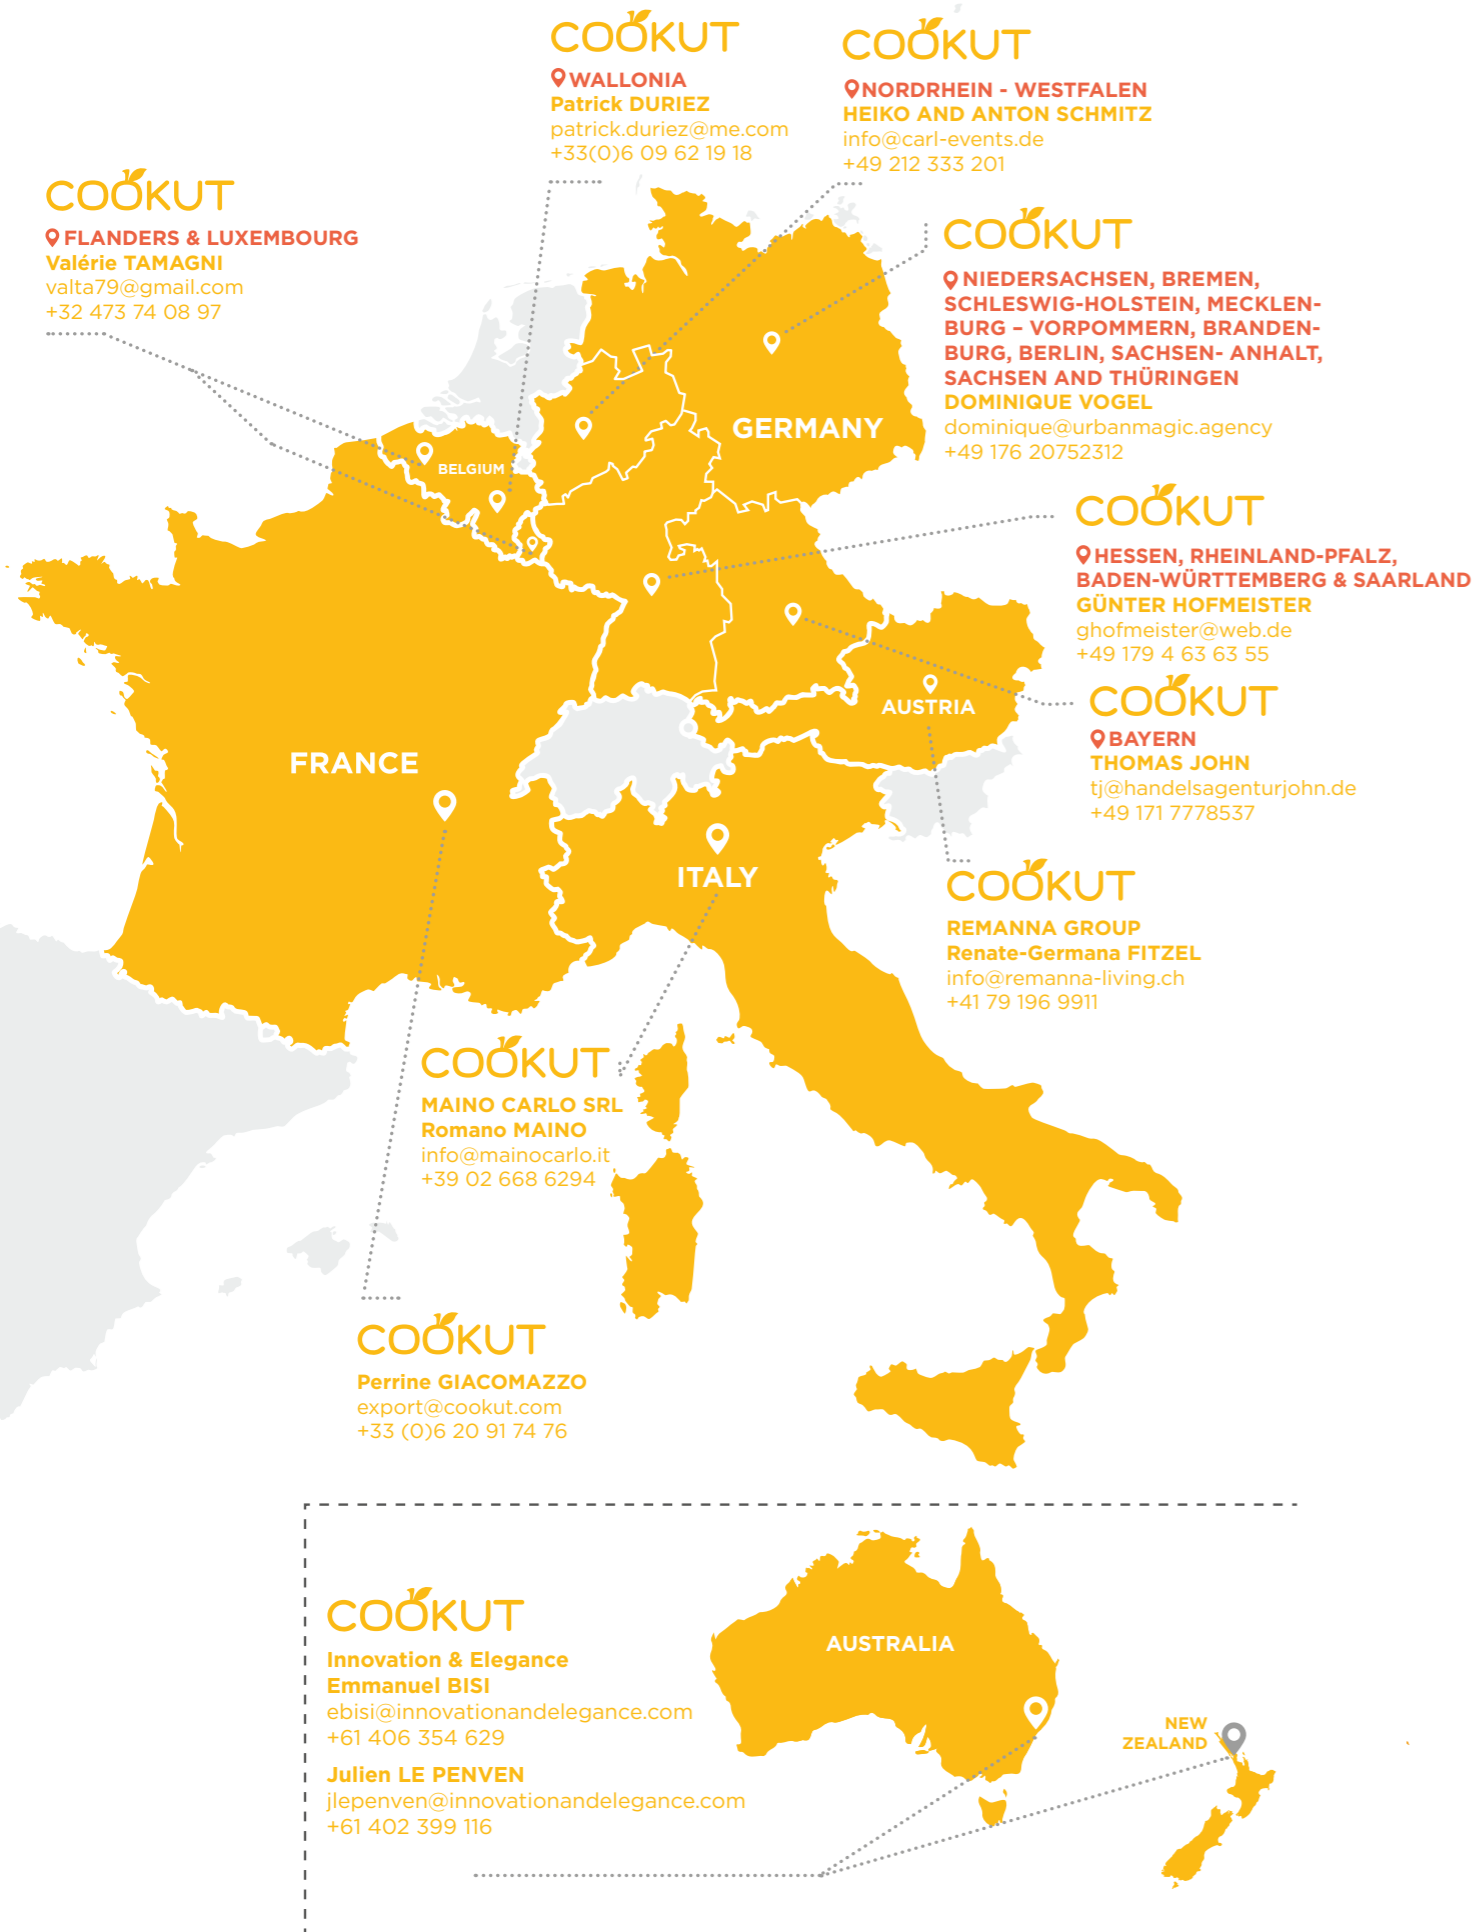 COOKUT
WALLONIA
Patrick DURIEZ
patrick.duriez@me.com
+33(0)6 09 62 19 18
COOKUT
NORDRHEIN - WESTFALEN
HEIKO AND ANTON SCHMITZ
info@carl-events.de
+49 212 333 201
COOKUT
FLANDERS & LUXEMBOURG
Valérie TAMAGNI
valta79@gmail.com
+32 473 74 08 97
COOKUT
NIEDERSACHSEN, BREMEN,
SCHLESWIG-HOLSTEIN, MECKLEN-
BURG – VORPOMMERN, BRANDEN-
BURG, BERLIN, SACHSEN- ANHALT,
SACHSEN AND THÜRINGEN
DOMINIQUE VOGEL
dominique@urbanmagic.agency
+49 176 20752312
GERMANY
BELGIUM
COOKUT
HESSEN, RHEINLAND-PFALZ,
BADEN-WÜRTTEMBERG & SAARLAND
GÜNTER HOFMEISTER
ghofmeister@web.de
+49 179 4 63 63 55
COOKUT
BAYERN
THOMAS JOHN
tj@handelsagenturjohn.de
+49 171 7778537
AUSTRIA
FRANCE
ITALY
COOKUT
REMANNA GROUP
Renate-Germana FITZEL
info@remanna-living.ch
+41 79 196 9911
COOKUT
MAINO CARLO SRL
Romano MAINO
info@mainocarlo.it
+39 02 668 6294
COOKUT
Perrine GIACOMAZZO
export@cookut.com
+33 (0)6 20 91 74 76
COOKUT
Innovation & Elegance
Emmanuel BISI
ebisi@innovationandelegance.com
+61 406 354 629
Julien LE PENVEN
jlepenven@innovationandelegance.com
+61 402 399 116
AUSTRALIA
NEW
ZEALAND